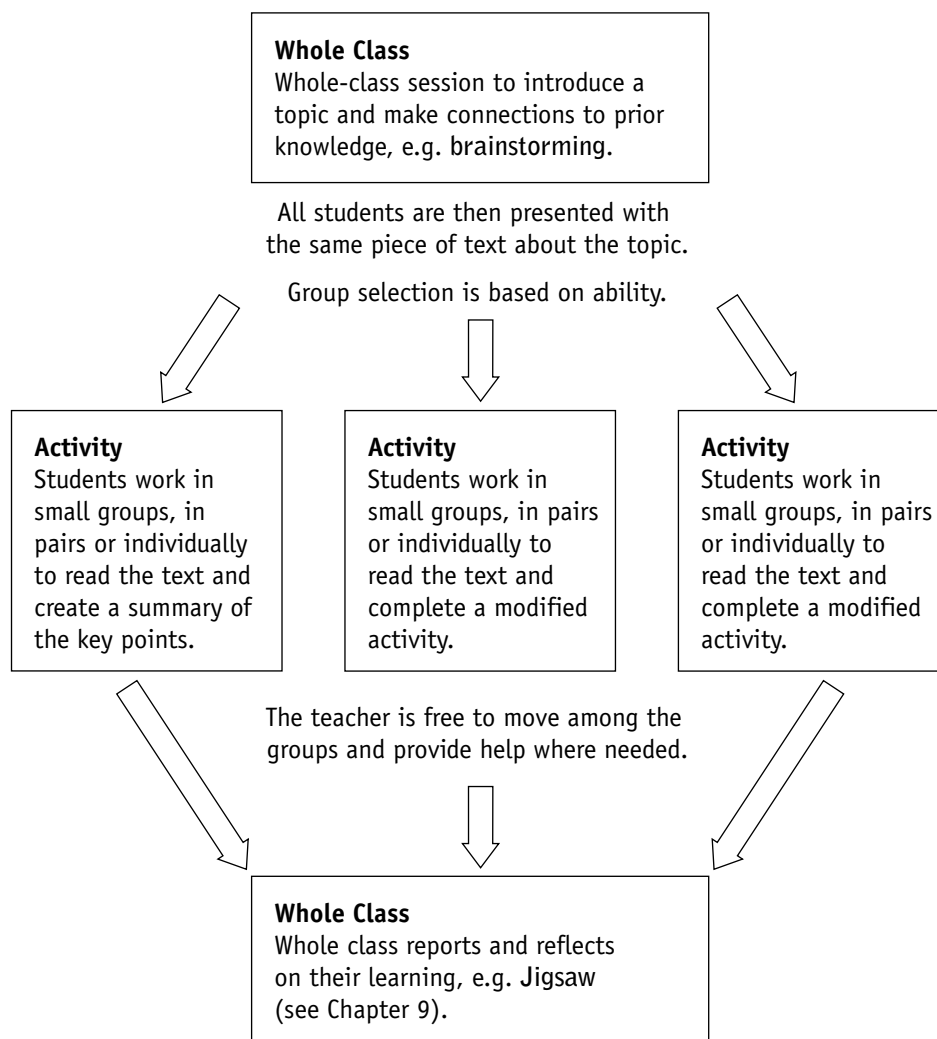 Whole Class
Whole-class session to introduce a
topic and make connections to prior
knowledge, e.g. brainstorming.
All students are then presented with
the same piece of text about the topic.
Group selection is based on ability.
Activity
Students work in
small groups, in
pairs or individually
to read the text and
create a summary of
the key points.
Activity
Students work in
small groups, in pairs
or individually to
read the text and
complete a modified
activity.
Activity
Students work in
small groups, in pairs
or individually to
read the text and
complete a modified
activity.
The teacher is free to move among the
groups and provide help where needed.
Whole Class
Whole class reports and reflects
on their learning, e.g. Jigsaw
(see Chapter 9).